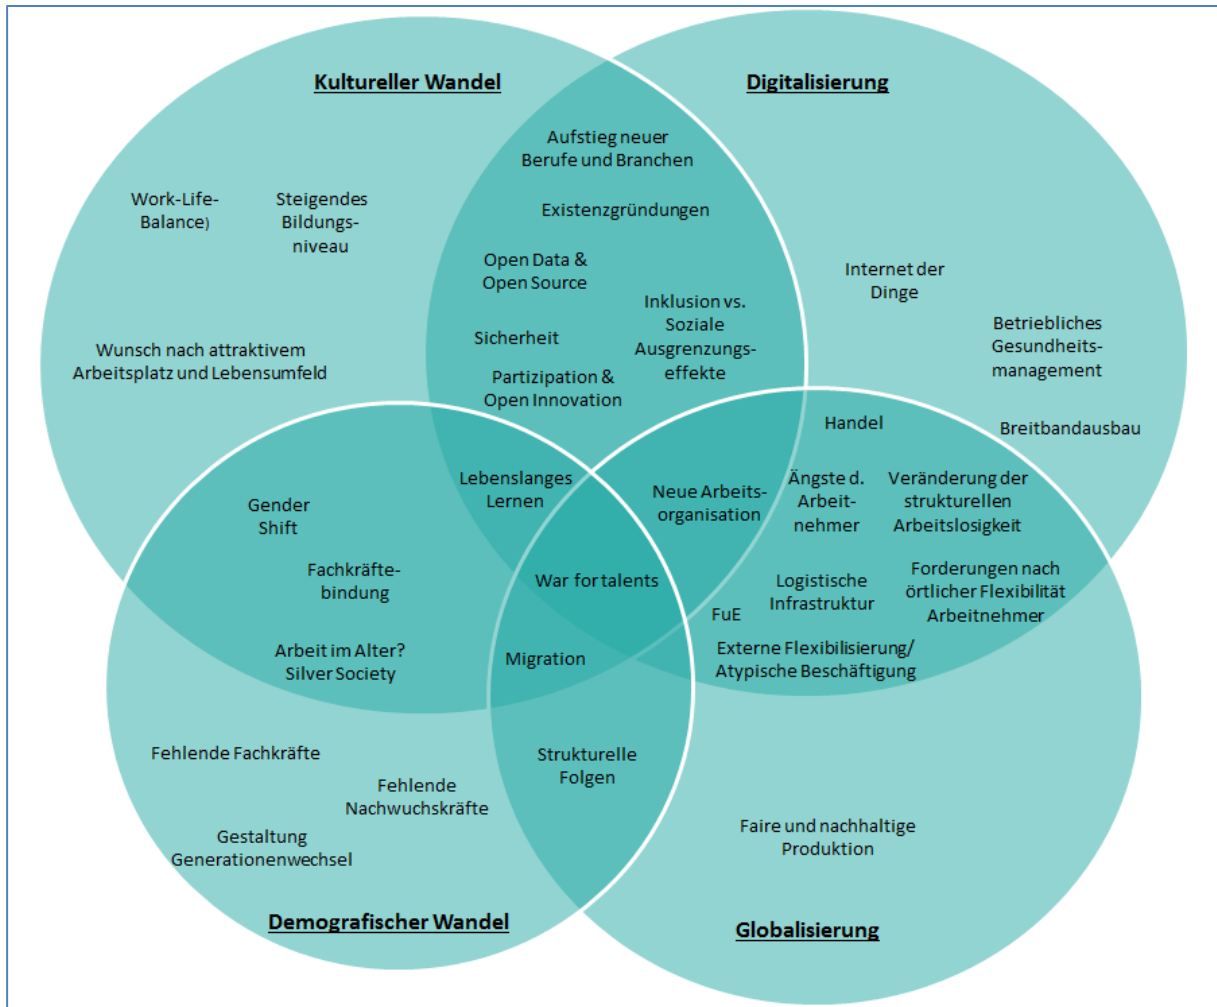 Kultureller Wandel
Digitalisierung
Aufstieg neuer
Berufe und Branchen
Work-Life-
Balance)
Steigendes
Bildungs-
niveau
Existenzgründungen
Open Data &
Open Source
Internet der
Dinge
Inklusion vs.
Soziale
Ausgrenzungs-
effekte
Sicherheit
Betriebliches
Gesundheits-
management
Wunsch nach attraktivem
Arbeitsplatz und Lebensumfeld
Partizipation &
Open Innovation
Handel
Breitbandausbau
Lebenslanges
Lernen
Neue Arbeits-
organisation
Ängste d.
Arbeit-
nehmer
Veränderung der
strukturellen
Arbeitslosigkeit
Gender
Shift
Fachkräfte-
bindung
War for talents
Logistische
Infrastruktur
Forderungen nach
örtlicher Flexibilität
Arbeitnehmer
FuE
Arbeit im Alter?
Silver Society
Migration
Externe Flexibilisierung/
Atypische Beschäftigung
Fehlende Fachkräfte
Strukturelle
Folgen
Fehlende
Nachwuchskräfte
Gestaltung
Generationenwechsel
Faire und nachhaltige
Produktion
Demografischer Wandel
Globalisierung